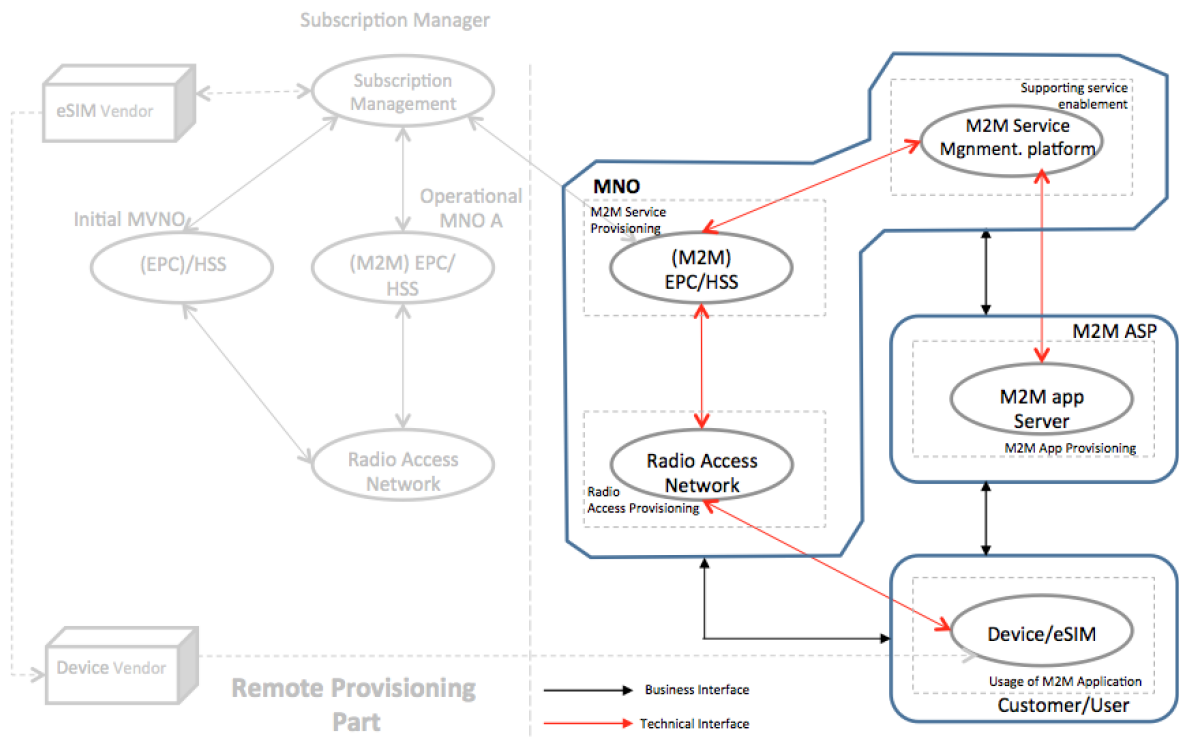 Subscription Manager
Subscription
Management
eSIM Vendor
Initial MVNO
(EPC)/HSS
Operational
MNO A
(M2M) EPC/
HSS
Radio Access
Network
Device Vendor
Remote Provisioning
Part
MNO
M2M Service
Provisioning
(M2M)
EPC/HSS
Radio Access
Network
Radio
Access Provisioning
Supporting service
enablement
M2M Service
Mgnment. platform
M2M ASP
M2M app
Server
M2M App Provisioning
Device/eSIM
Usage of M2M Application
Customer/User
Business Interface
Technical Interface